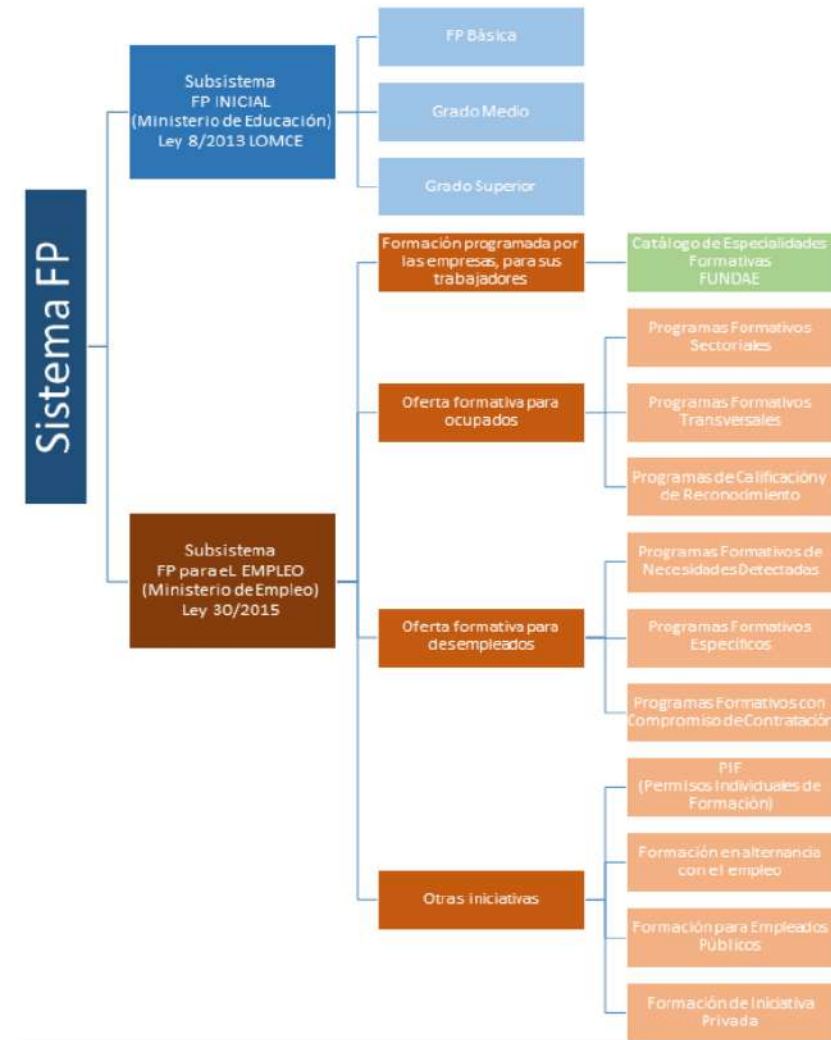 Sistema FP
Subsistema
FP INICIAL
(Ministerio de Educación)
Ley 8/2013 LOMCE
FP Básica
Grado Medio
Grado Superior
Subsistema
FP para eL EMPLEO
(Ministerio de Empleo)
Ley 30/2015
Formación programada por
las empresas, para sus
trabajadores
Catálogo de Especialidades
Formativas
FUNDAE
Oferta formativa para
ocupados
Programas Formativos
Sectoriales
Programas Formativos
Transversales
Programas de Calificación y
de Reconocimiento
Oferta formativa para
desempleados
Programas Formativos de
Necesidades Detectadas
Programas Formativos
Específicos
Programas Formativos con
Compromiso de Contratación
Otras iniciativas
PIF
(Permisos Individuales de
Formación)
Formación en alternancia
con el empleo
Formación para Empleados
Públicos
Formación de Iniciativa
Privada